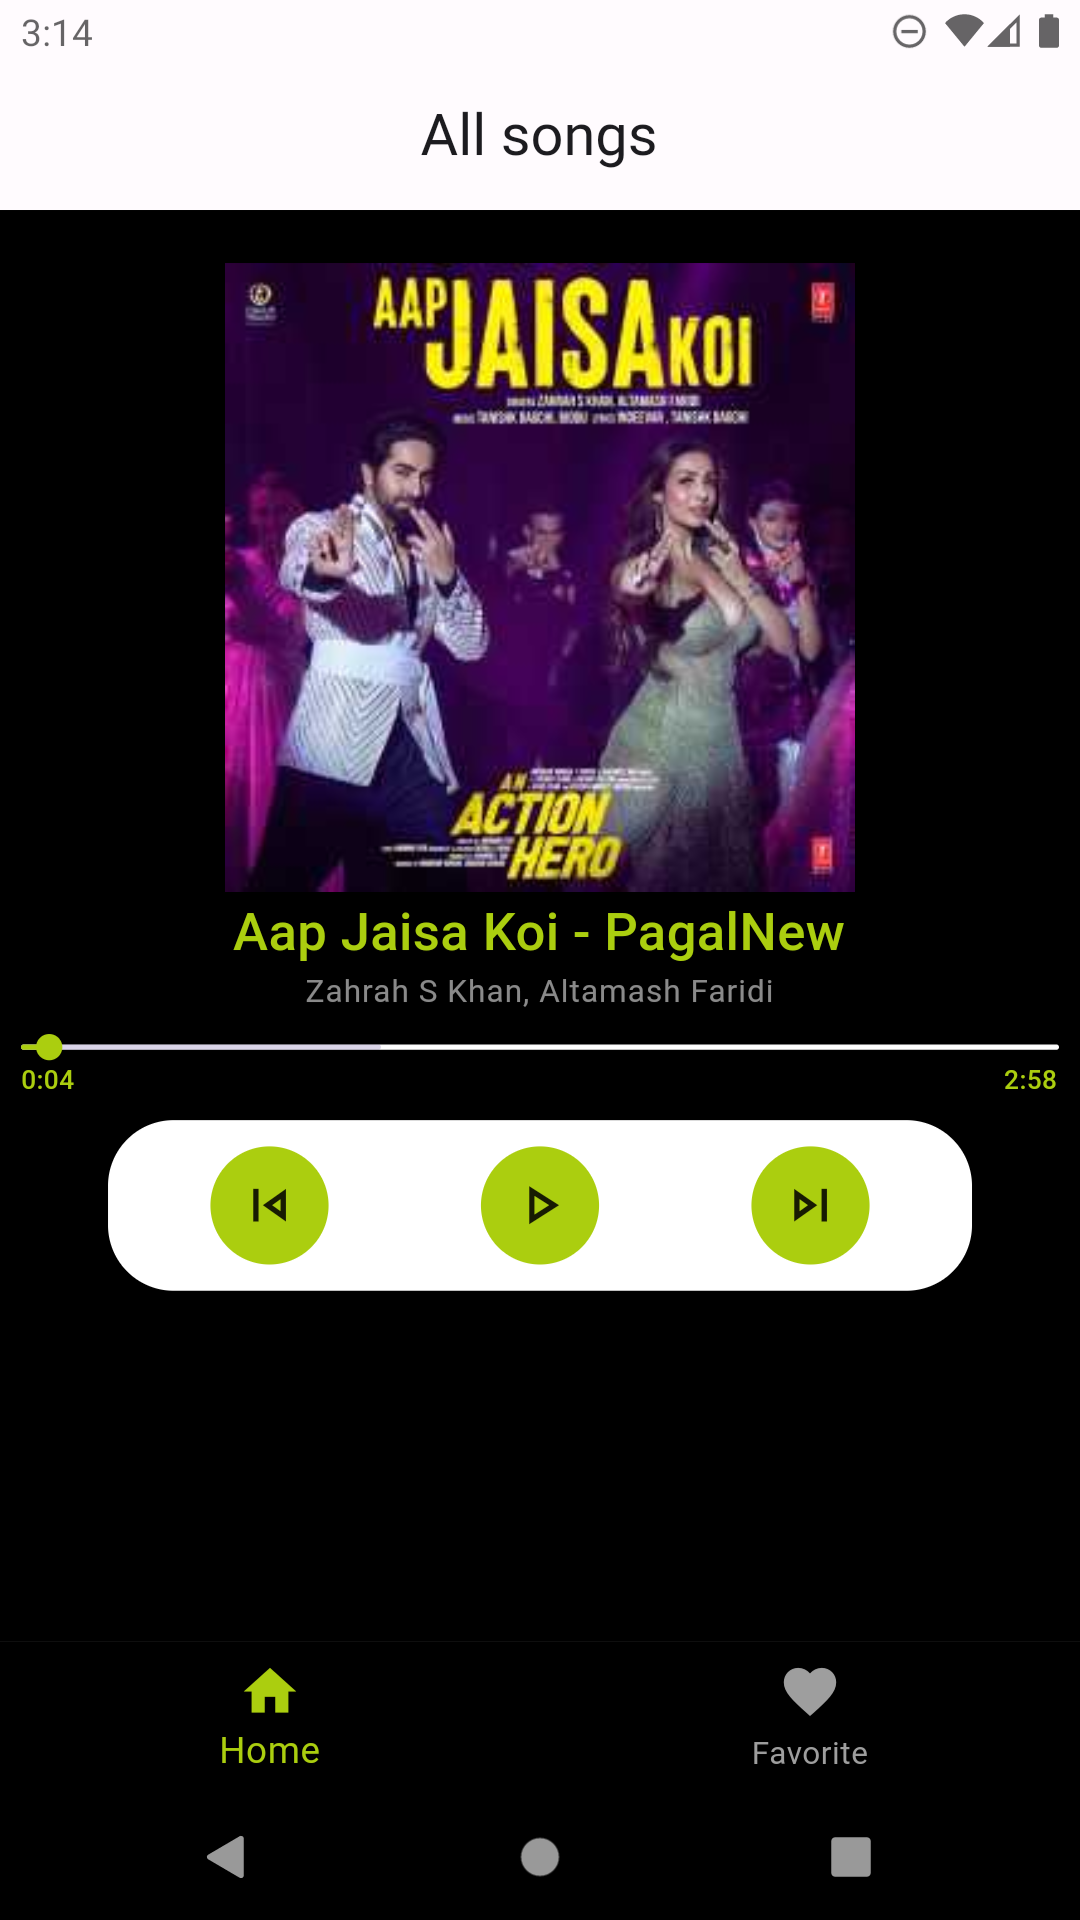 3:14
All songs
AAP JAISA KOI
SINGERS ZAHRAH S KHAN, ALTAMASH FARIDI
MUSIC TANISHK BAGCHI, BIDDU LYRICS INDEEVAR, TANISHK BAGCHI
AN
ACTION
HERO
Aap Jaisa Koi - PagalNew
Zahrah S Khan, Altamash Faridi
0:04
2:58
Home
Favorite